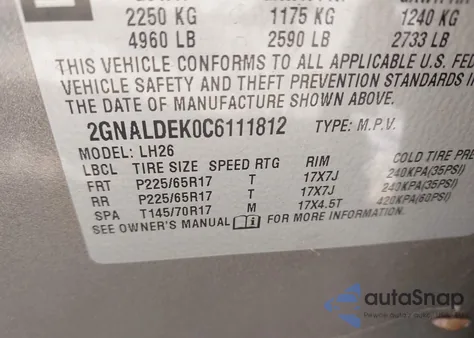 2250 KG 1175 KG 1240 KG
4960 LB 2590 LB 2733 LB
THIS VEHICLE CONFORMS TO ALL APPLICABLE U.S. FED
VEHICLE SAFETY AND THEFT PREVENTION STANDARDS IN
THE DATE OF MANUFACTURE SHOWN ABOVE.
2GNALDEK0C6111812 TYPE: M.P.V.
MODEL: LH26
LBCL TIRE SIZE SPEED RTG RIM COLD TIRE PRE
FRT P225/65R17 T 17X7J 240KPA(35PSI)
RR P225/65R17 T 17X7J 240KPA(35PSI)
SPA T145/70R17 M 17X4.5T 420KPA(60PSI)
SEE OWNER'S MANUAL FOR MORE INFORMATION.
autoSnap